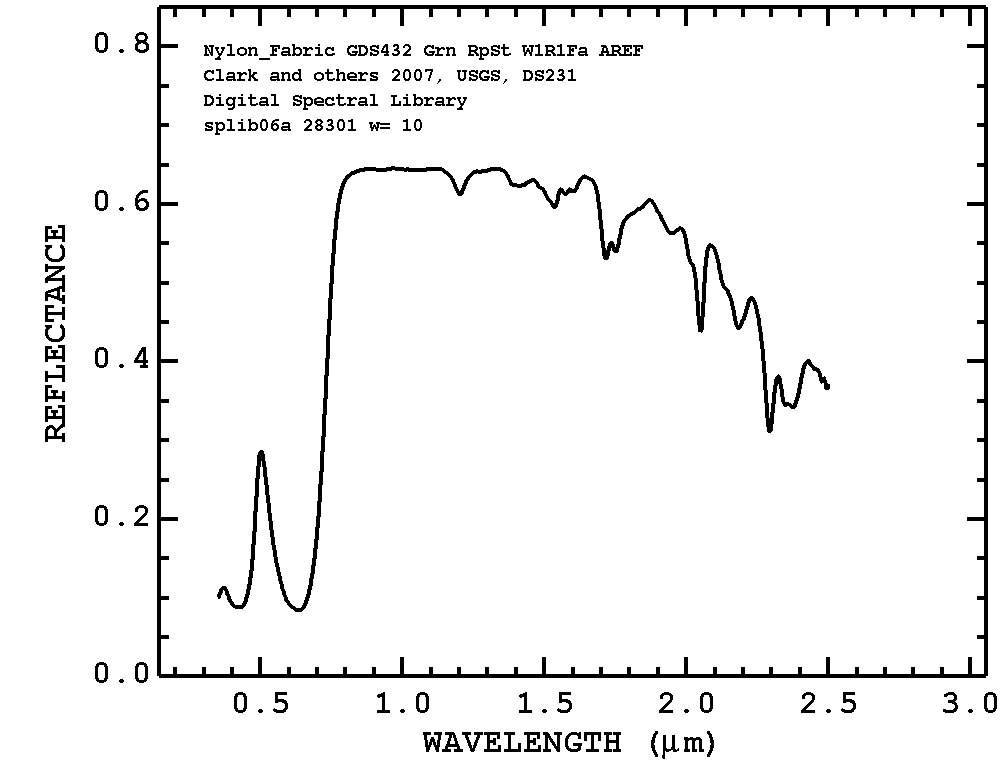 Nylon_Fabric GDS432 Grn RpSt W1R1Fa AREF
Clark and others 2007, USGS, DS231
Digital Spectral Library
splib06a 28301 w= 10
0.8
0.6
0.4
0.2
0.0
REFLECTANCE
0.5 1.0 1.5 2.0 2.5 3.0
WAVELENGTH (μm)